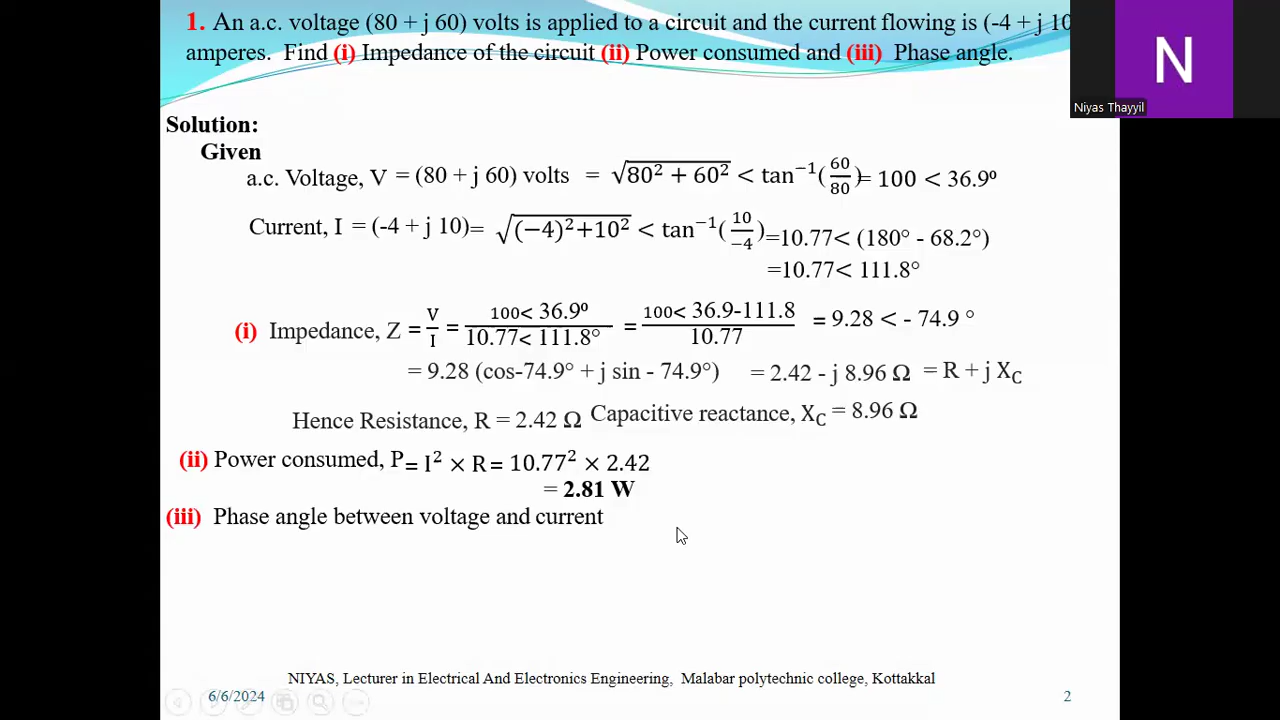 1. An a.c. voltage (80 + j 60) volts is applied to a circuit and the current flowing is (-4 + j 10
amperes. Find (i) Impedance of the circuit (ii) Power consumed and (iii) Phase angle.
N
Niyas Thayyil
Solution:
Given
a.c. Voltage, V = (80 + j 60) volts = √(80² + 60²) < tan⁻¹(60/80) = 100 < 36.9º
Current, I = (-4 + j 10)= √((−4)²+10²) < tan⁻¹(10/−4) =10.77< (180° - 68.2°)
=10.77< 111.8°
(i) Impedance, Z = V/I = 100< 36.9º / 10.77< 111.8° = 100< 36.9-111.8 / 10.77 = 9.28 < - 74.9 °
= 9.28 (cos-74.9° + j sin - 74.9°) = 2.42 - j 8.96 Ω = R + j X_C
Hence Resistance, R = 2.42 Ω Capacitive reactance, X_C = 8.96 Ω
(ii) Power consumed, P = I² × R = 10.77² × 2.42
= 2.81 W
(iii) Phase angle between voltage and current
NIYAS, Lecturer in Electrical And Electronics Engineering, Malabar polytechnic college, Kottakkal
6/6/2024 2